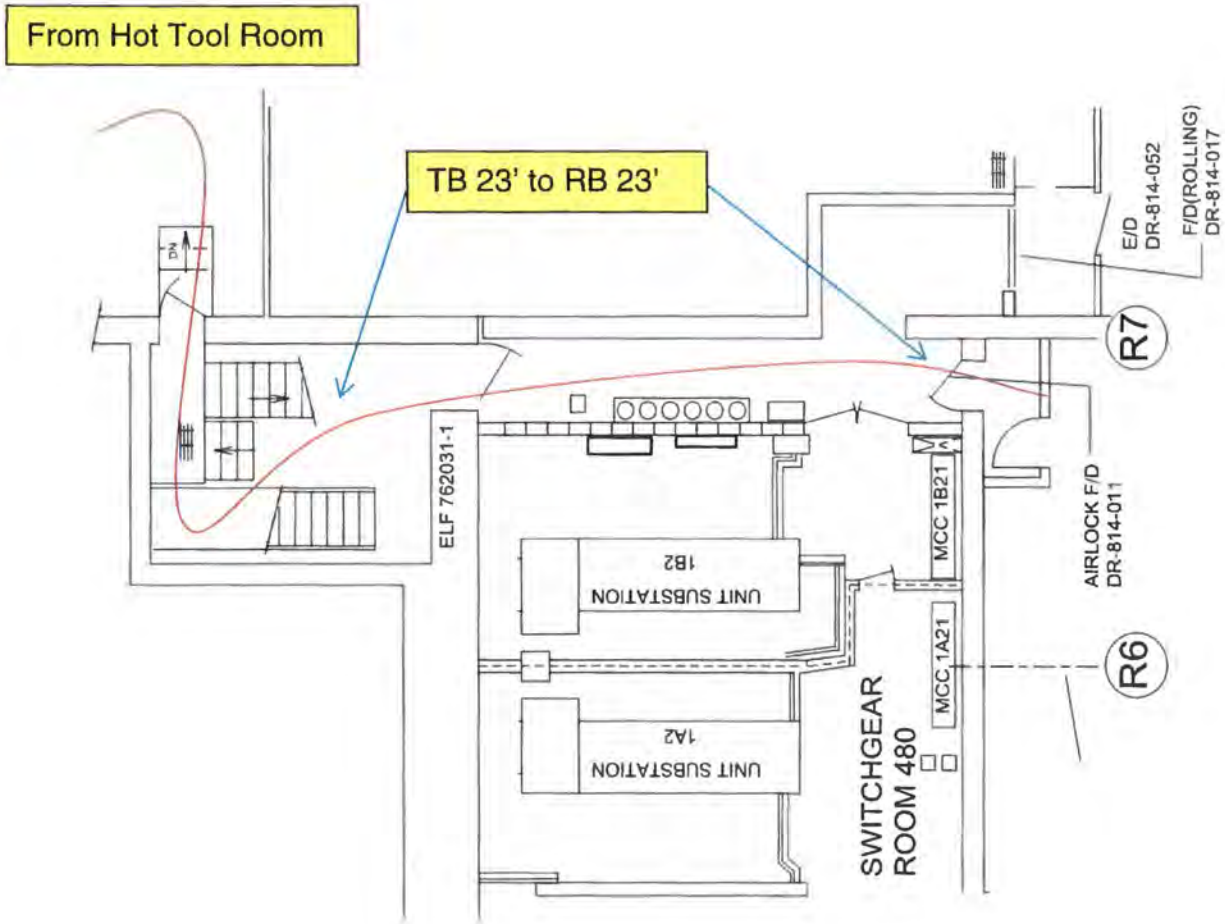 From Hot Tool Room
TB 23' to RB 23'
DN
E/D
DR-814-052
F/D(ROLLING)
DR-814-017
R7
ELF 762031-1
AIRLOCK F/D
DR-814-011
MCC 1B21
UNIT SUBSTATION
1B2
MCC 1A21
R6
UNIT SUBSTATION
1A2
SWITCHGEAR
ROOM 480